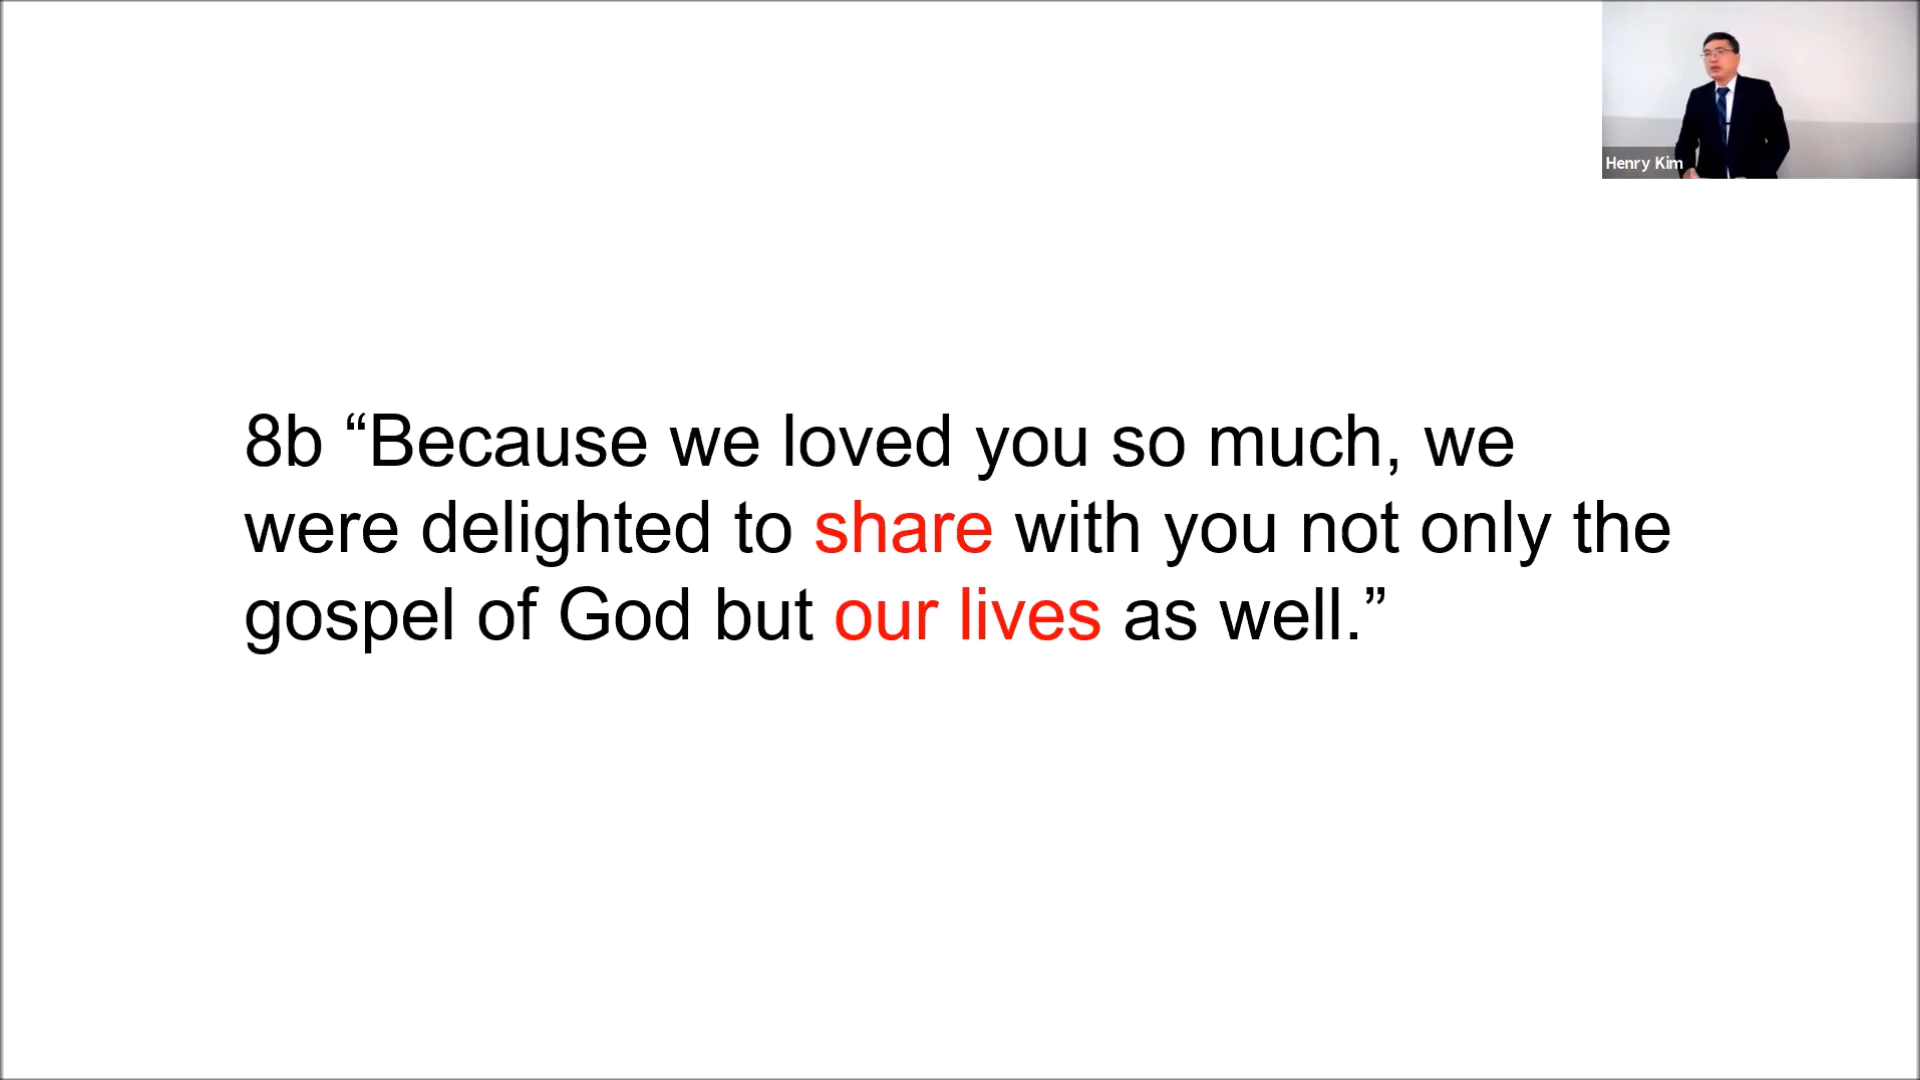 Henry Kim
8b “Because we loved you so much, we
were delighted to share with you not only the
gospel of God but our lives as well.”